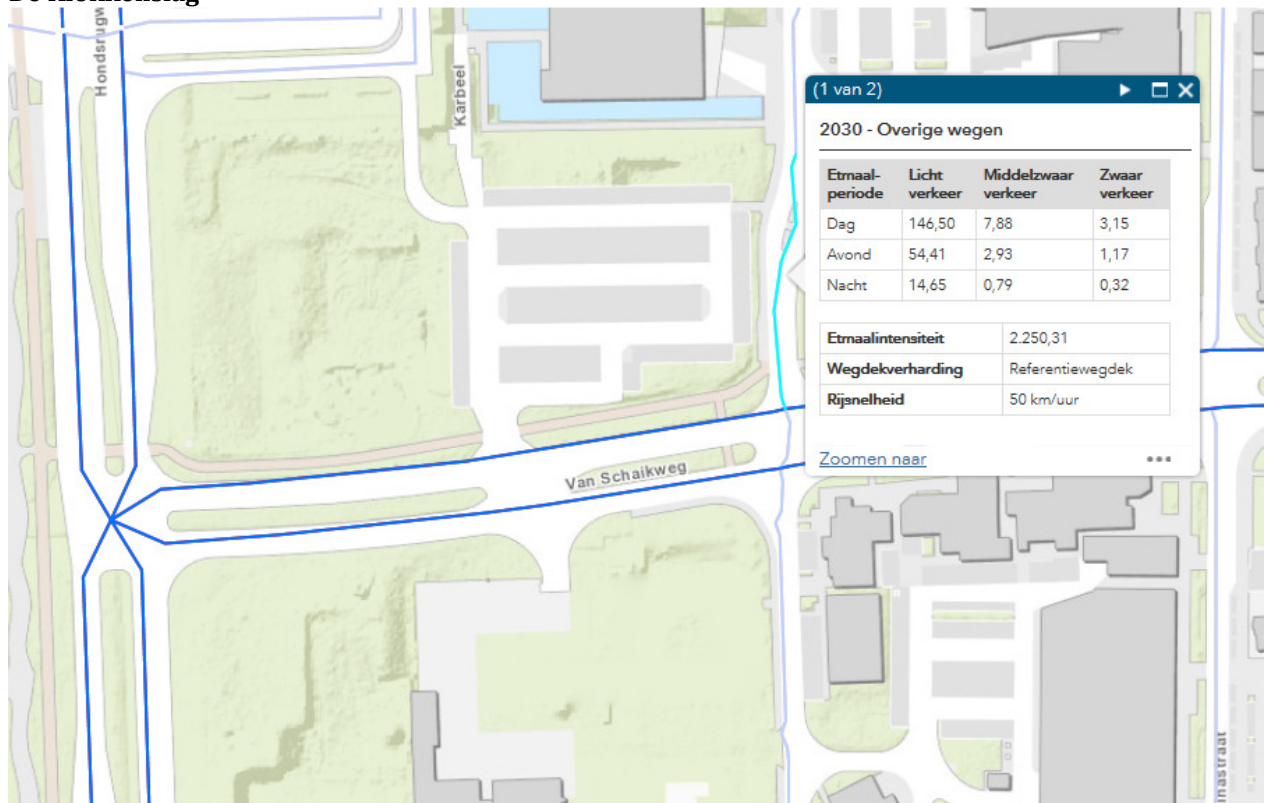 Hondsrugw
Karbeel
(1 van 2)
2030 - Overige wegen
Etmaal-periode Licht verkeer Middelzwaar verkeer Zwaar verkeer
Dag 146,50 7,88 3,15
Avond 54,41 2,93 1,17
Nacht 14,65 0,79 0,32
Etmaalintensiteit 2.250,31
Wegdekverharding Referentiewegdek
Rijsnelheid 50 km/uur
Zoomen naar
Van Schaikweg
inastraat